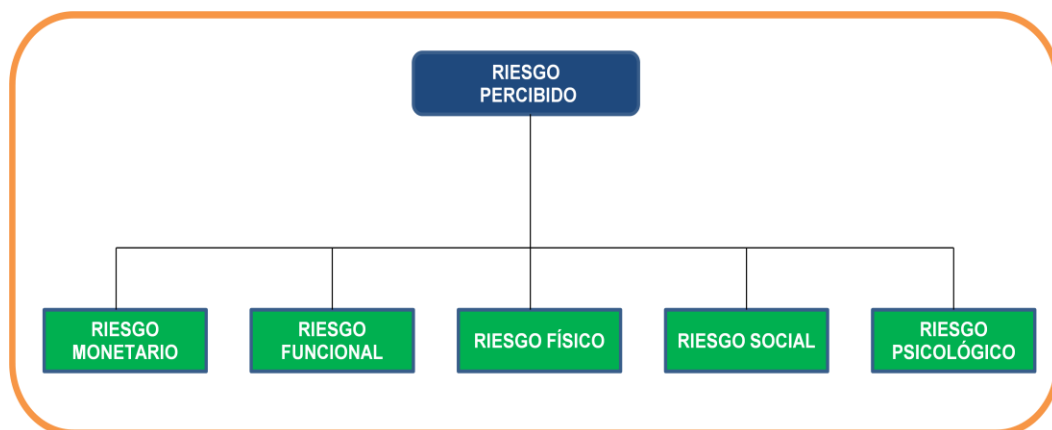 RIESGO
PERCIBIDO
RIESGO
MONETARIO
RIESGO
FUNCIONAL
RIESGO FÍSICO
RIESGO SOCIAL
RIESGO
PSICOLÓGICO